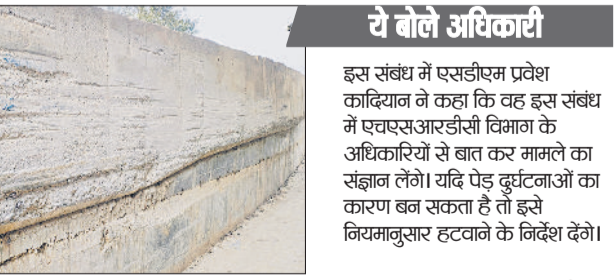 ये बोले अधिकारी
इस संबंध में एसडीएम प्रवेश
कादियान ने कहा कि वह इस संबंध
में एचएसआरडीसी विभाग के
अधिकारियों से बात कर मामले का
संज्ञान लेंगे। यदि पेड़ दुर्घटनाओं का
कारण बन सकता है तो इसे
नियमानुसार हटवाने के निर्देश देंगे।